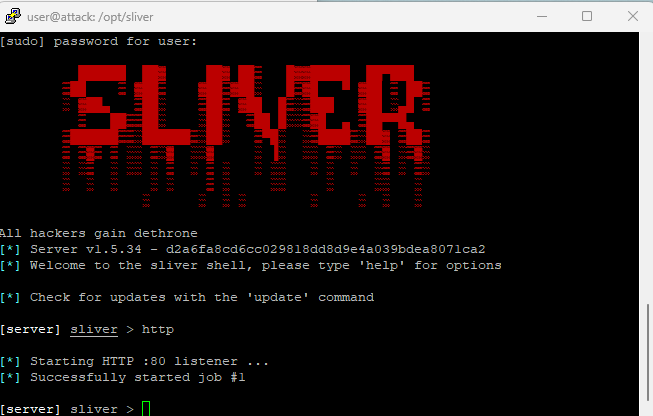 user@attack: /opt/sliver
[sudo] password for user:
SLIVER
All hackers gain dethrone
[*] Server v1.5.34 - d2a6fa8cd6cc029818dd8d9e4a039bdea8071ca2
[*] Welcome to the sliver shell, please type 'help' for options
[*] Check for updates with the 'update' command
[server] sliver > http
[*] Starting HTTP :80 listener ...
[*] Successfully started job #1
[server] sliver >